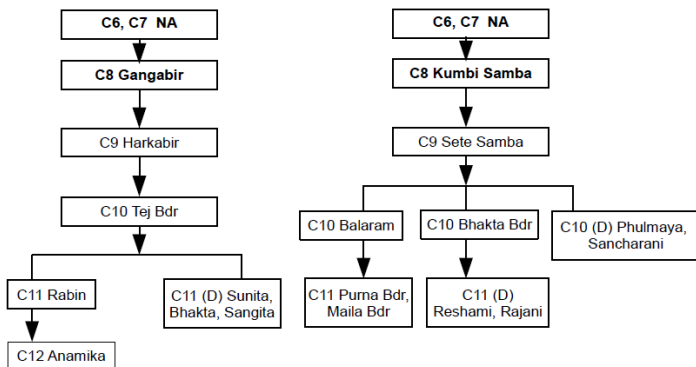 C6, C7 NA
C8 Gangabir
C9 Harkabir
C10 Tej Bdr
C11 Rabin
C11 (D) Sunita,
Bhakta, Sangita
C12 Anamika
C6, C7 NA
C8 Kumbi Samba
C9 Sete Samba
C10 Balaram
C10 Bhakta Bdr
C10 (D) Phulmaya,
Sancharani
C11 Purna Bdr,
Maila Bdr
C11 (D)
Reshami, Rajani